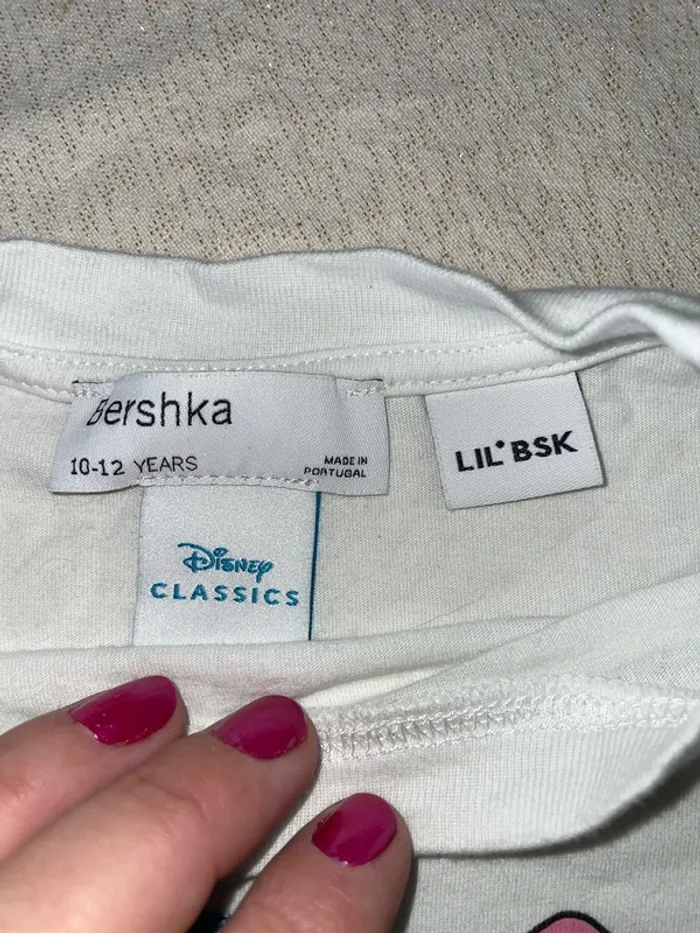 Bershka
10-12 YEARS
MADE IN
PORTUGAL
LIL' BSK
Disney
CLASSICS